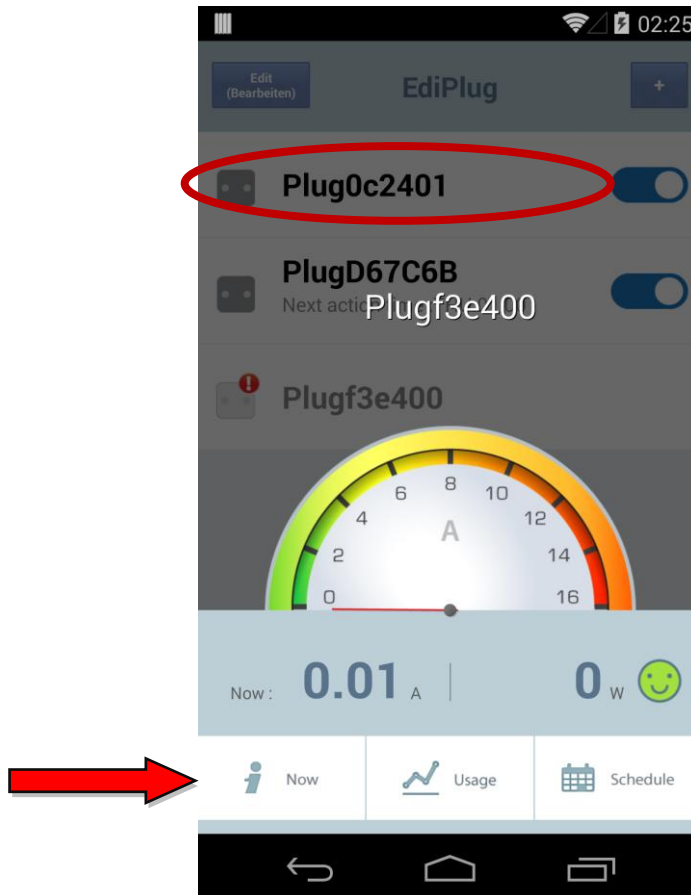 02:25
Edit
(Bearbeiten)
EdiPlug
+
Plug0c2401
PlugD67C6B
Next actio
Plugf3e400
Plugf3e400
0
2
4
6
8
10
12
14
16
A
Now : 0.01 A | 0 W
Now
Usage
Schedule